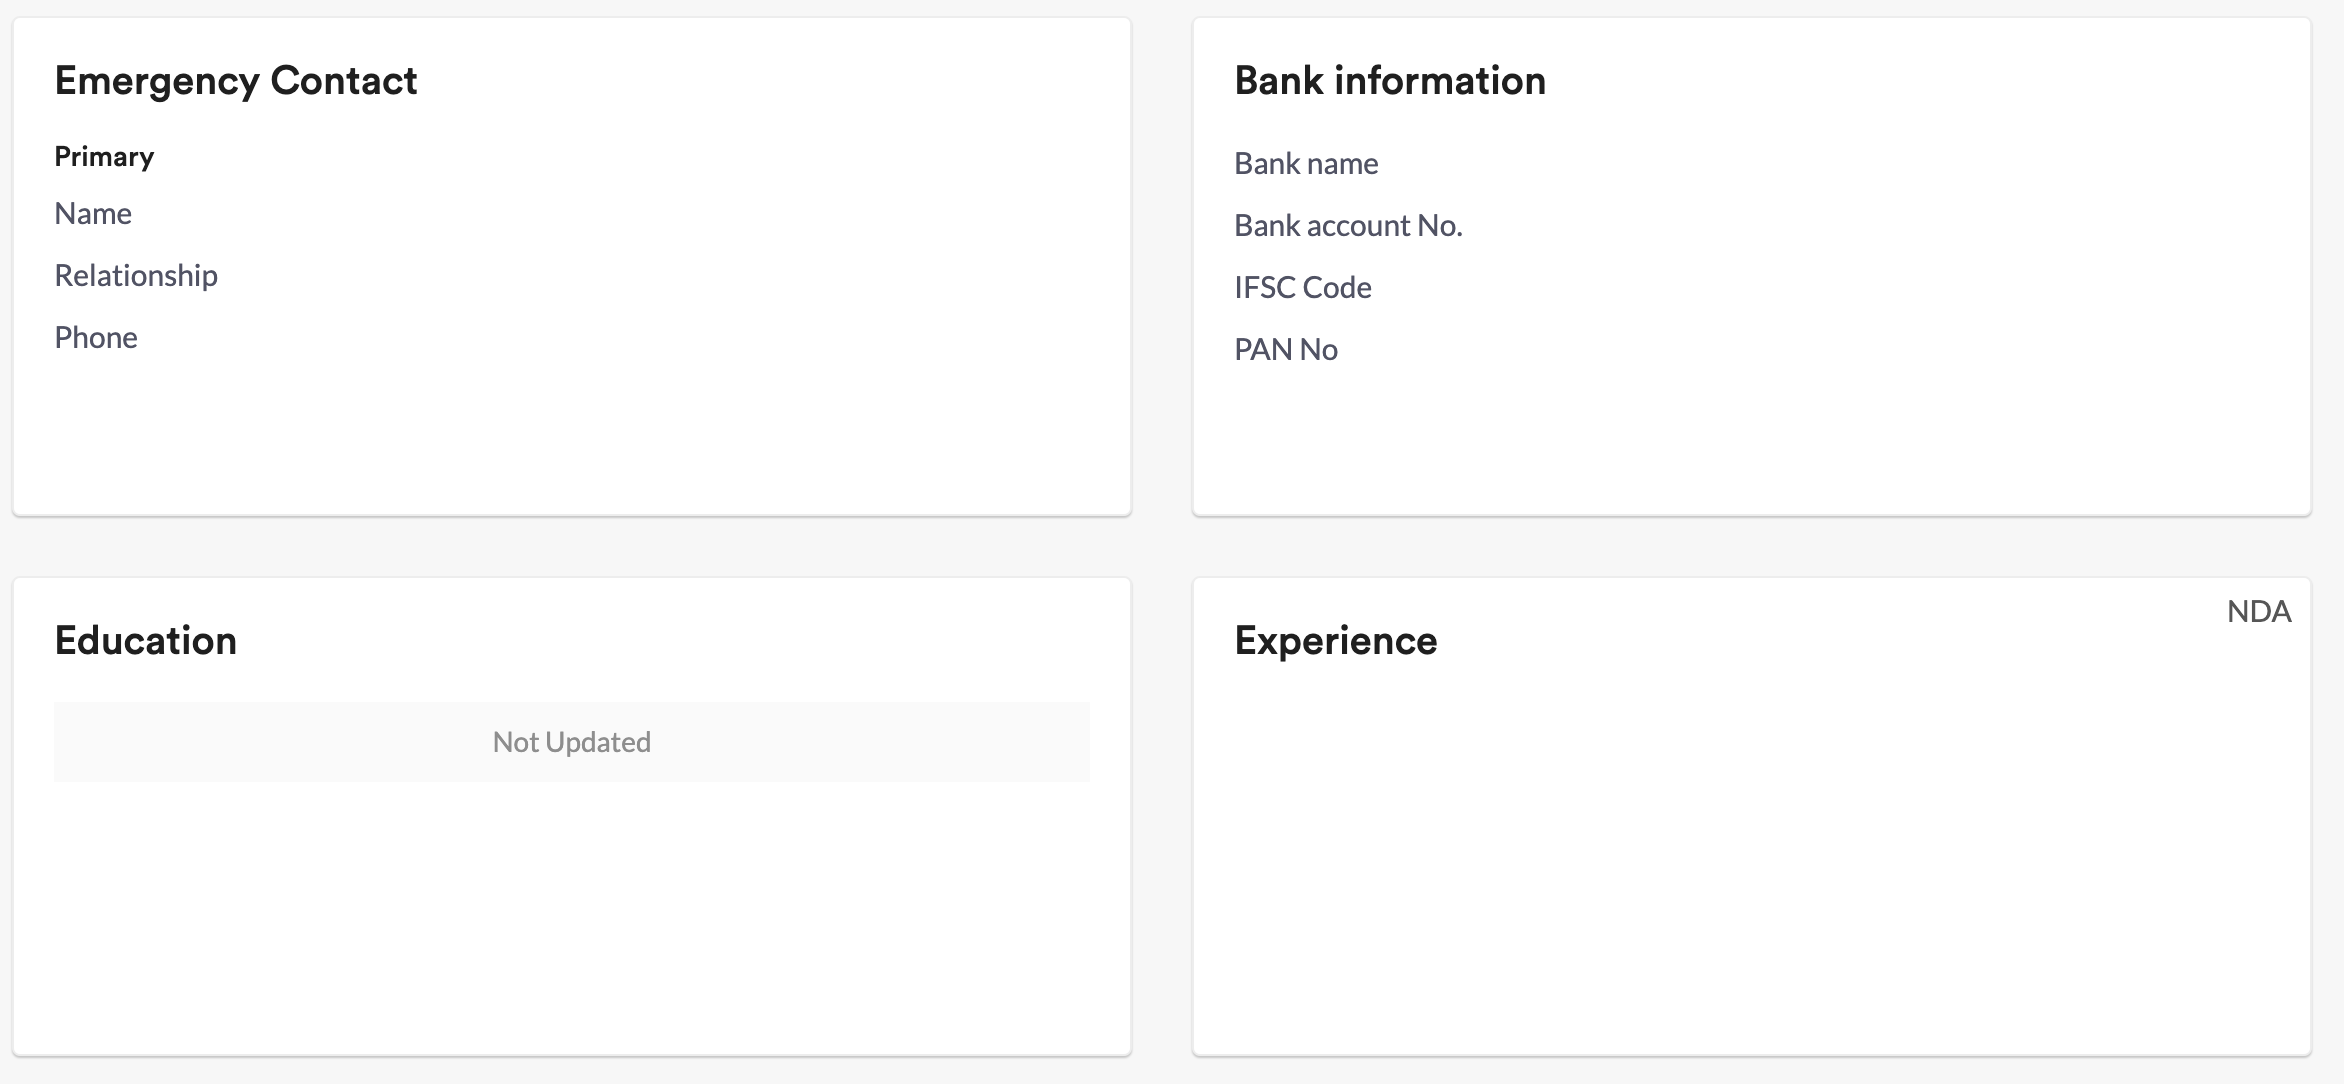 Emergency Contact
Primary
Name
Relationship
Phone
Bank information
Bank name
Bank account No.
IFSC Code
PAN No
Education
Not Updated
NDA
Experience